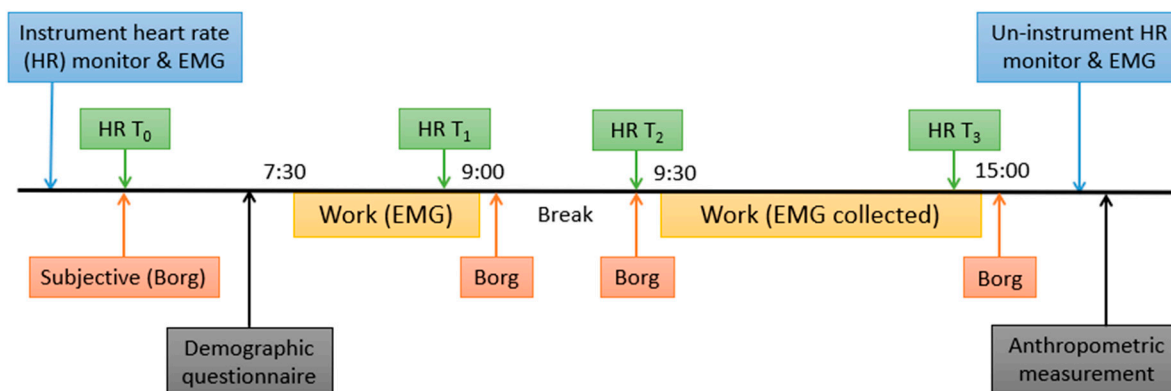 Instrument heart rate
(HR) monitor & EMG
Un-instrument HR
monitor & EMG
HR T₀
HR T₁
HR T₂
HR T₃
7:30
9:00
9:30
15:00
Work (EMG)
Break
Work (EMG collected)
Subjective (Borg)
Borg
Borg
Borg
Demographic
questionnaire
Anthropometric
measurement